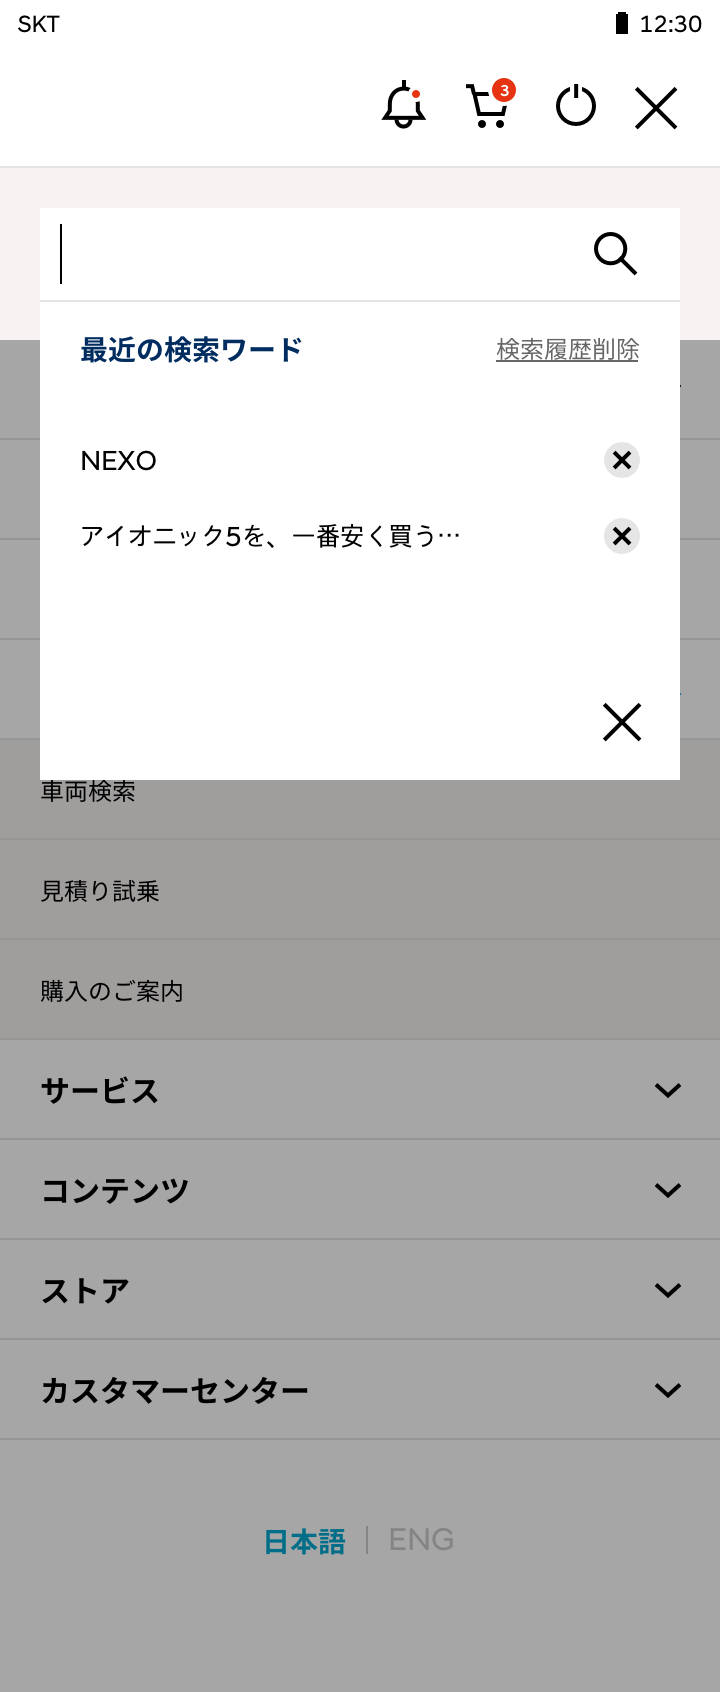 SKT 12:30
3
最近の検索ワード 検索履歴削除
NEXO
アイオニック5を、一番安く買う…
車両検索
見積り試乗
購入のご案内
サービス
コンテンツ
ストア
カスタマーセンター
日本語 | ENG